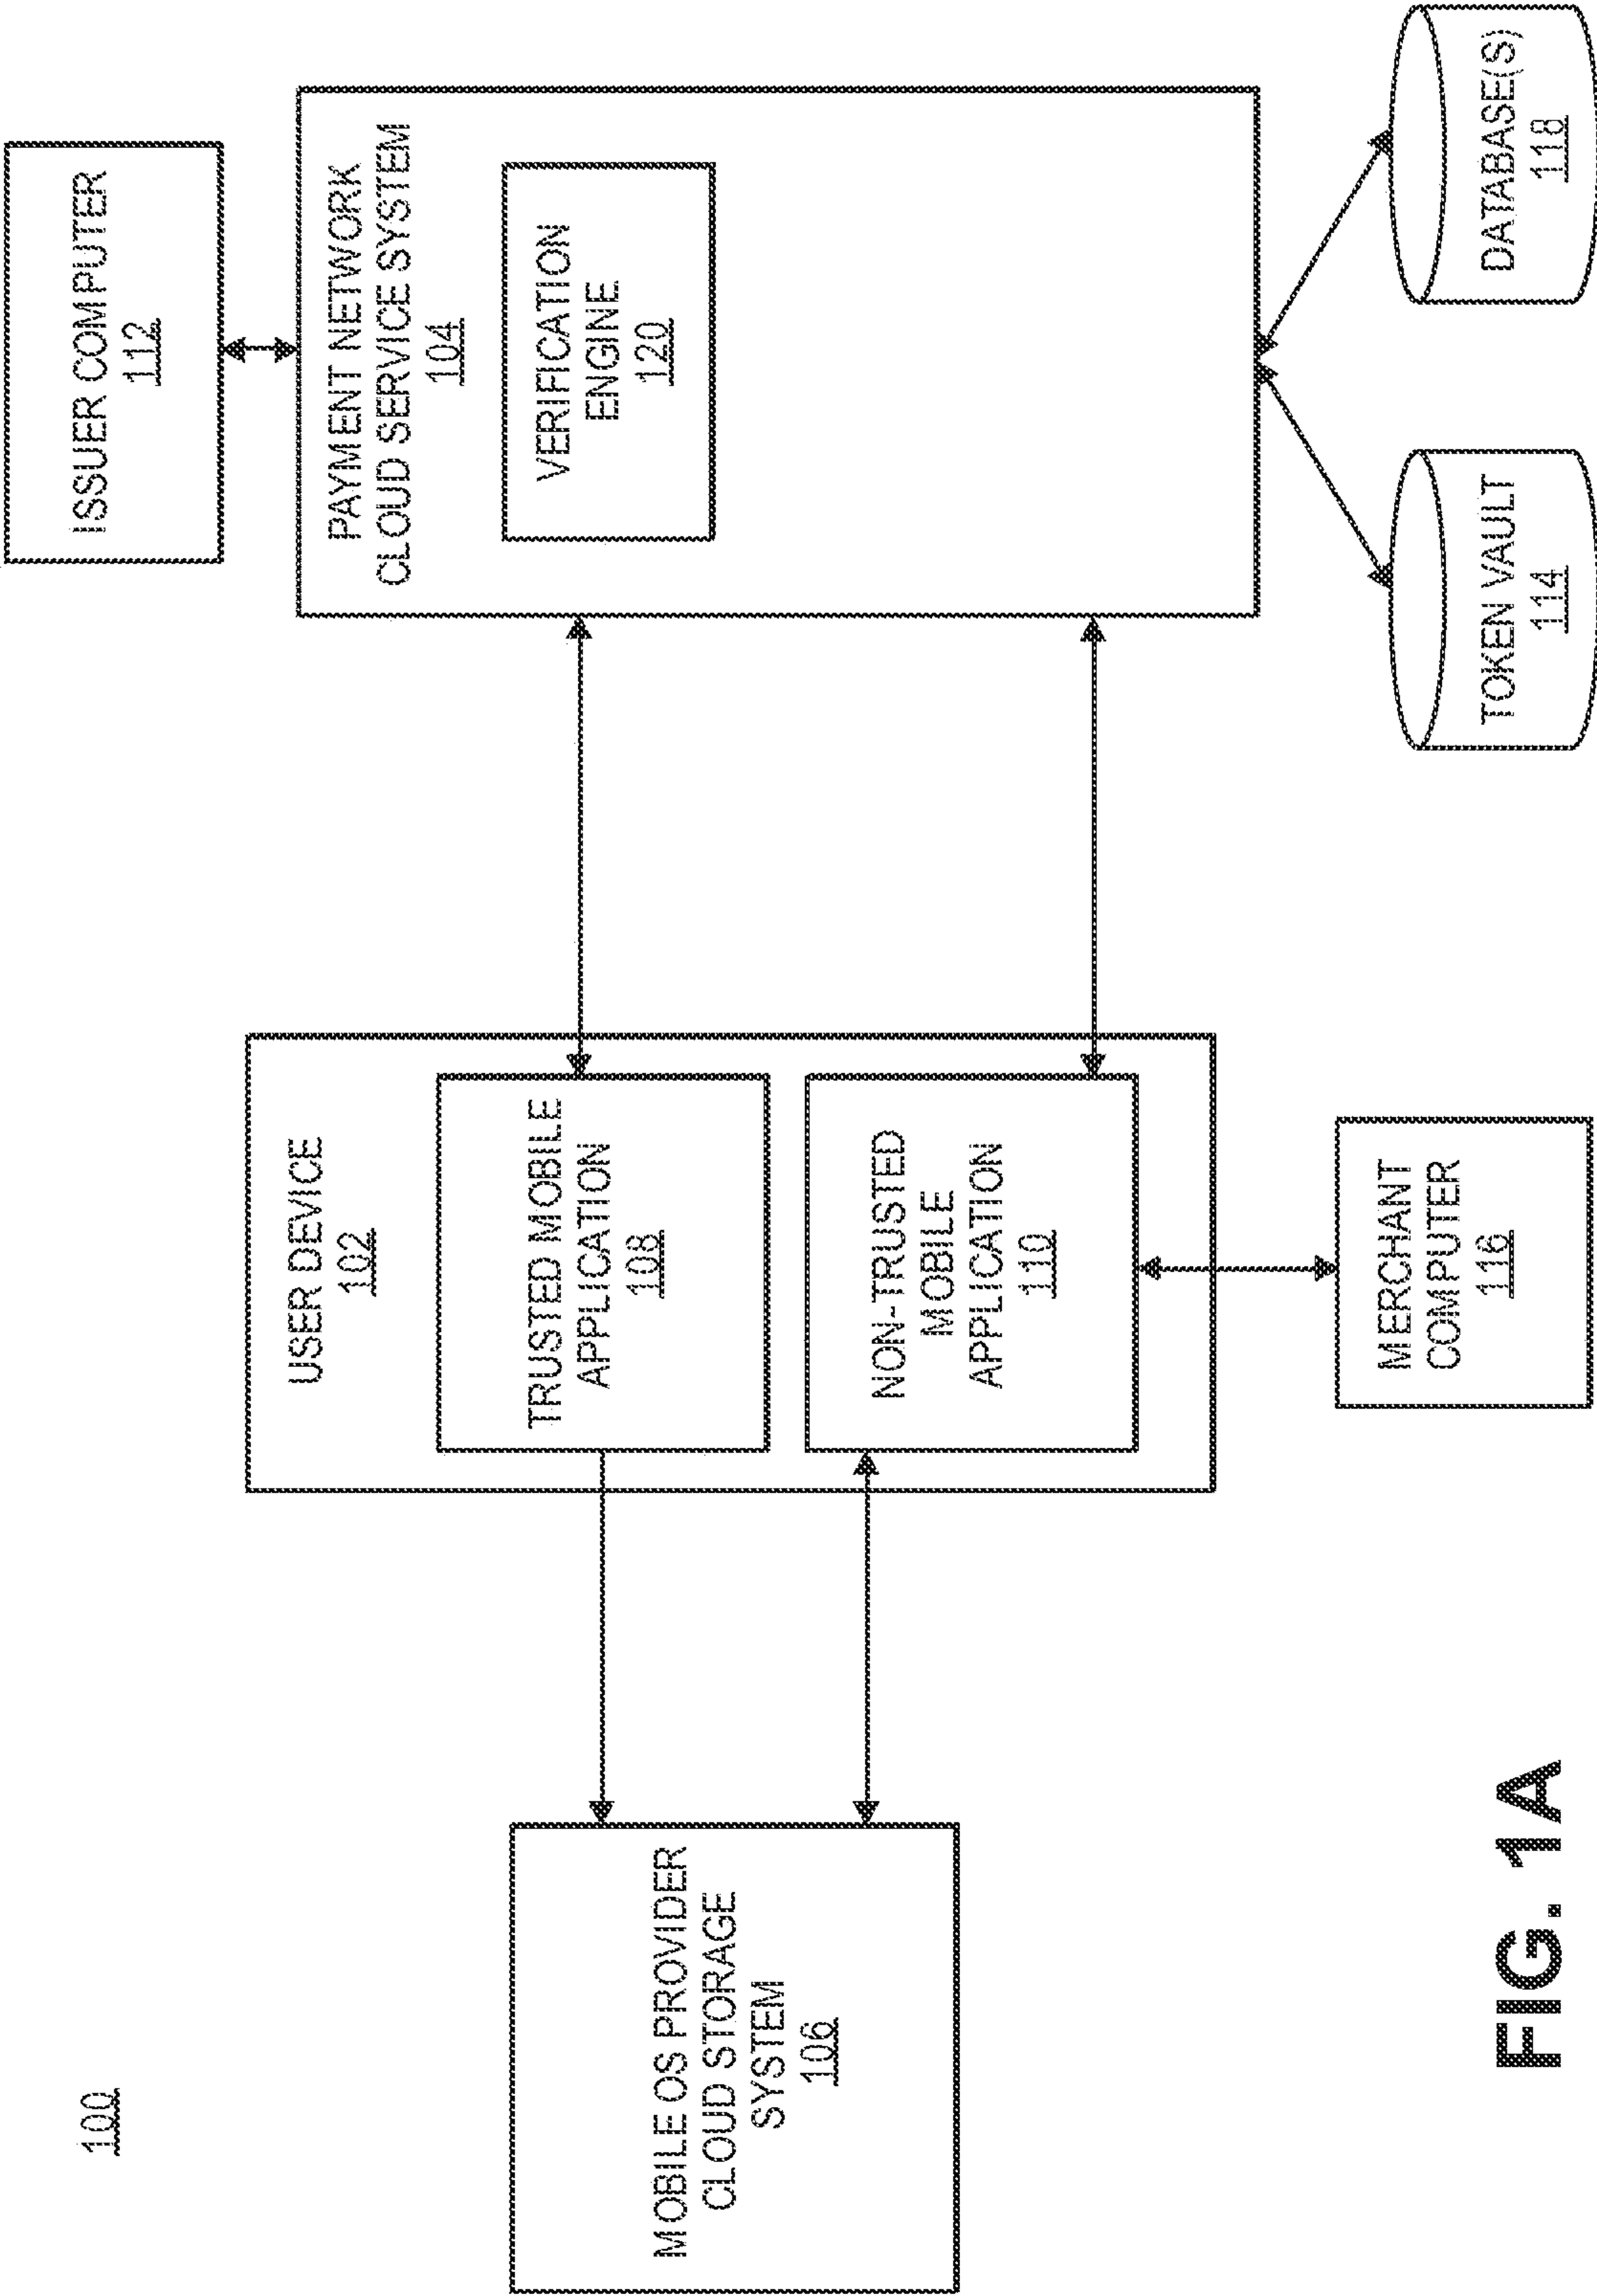 100
MOBILE OS PROVIDER
CLOUD STORAGE
SYSTEM
106
USER DEVICE
102
TRUSTED MOBILE
APPLICATION
108
NON-TRUSTED
MOBILE
APPLICATION
110
MERCHANT
COMPUTER
116
ISSUER COMPUTER
112
PAYMENT NETWORK
CLOUD SERVICE SYSTEM
104
VERIFICATION
ENGINE
120
TOKEN VAULT
114
DATABASE(S)
118
FIG. 1A